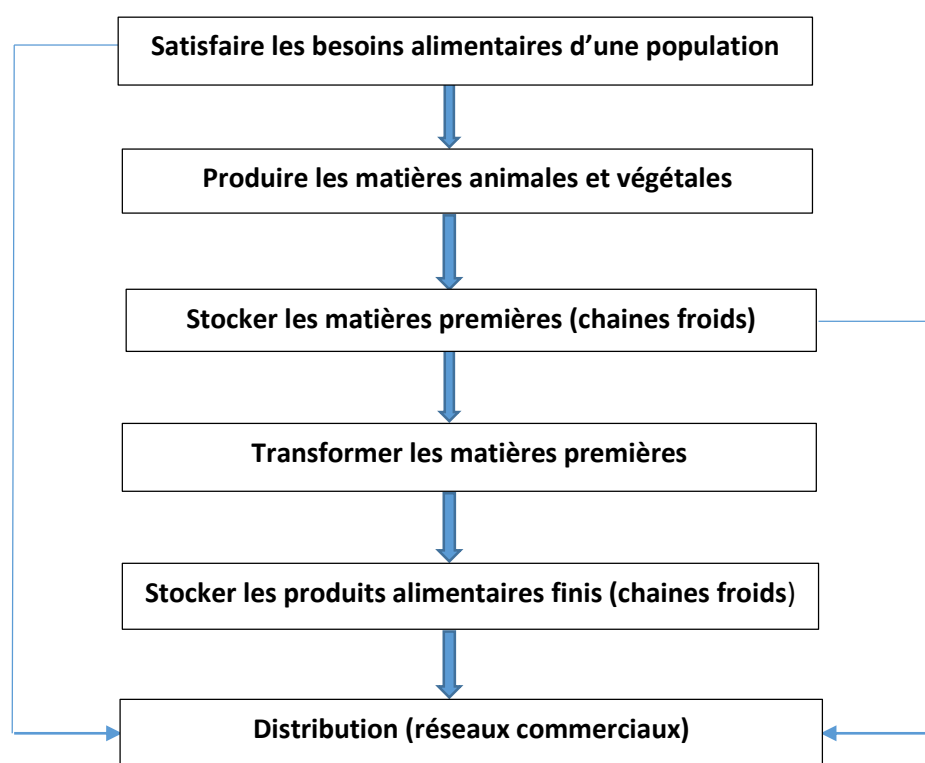 Satisfaire les besoins alimentaires d’une population
Produire les matières animales et végétales
Stocker les matières premières (chaines froids)
Transformer les matières premières
Stocker les produits alimentaires finis (chaines froids)
Distribution (réseaux commerciaux)